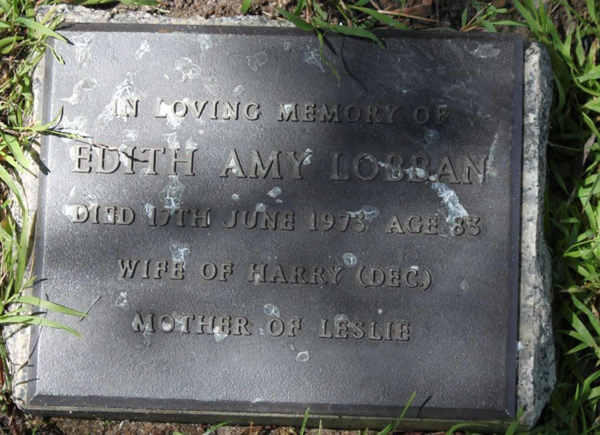 IN LOVING MEMORY OF
EDITH AMY LOBBAN
DIED 17TH JUNE 1973 AGE 83
WIFE OF HARRY (DEC.)
MOTHER OF LESLIE